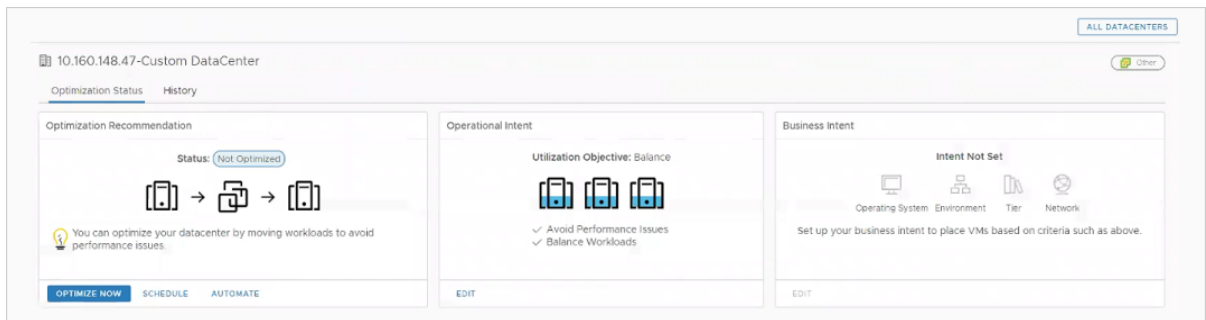 ALL DATACENTERS
10.160.148.47-Custom DataCenter
Other
Optimization Status
History
Optimization Recommendation
Status: Not Optimized
You can optimize your datacenter by moving workloads to avoid
performance issues.
OPTIMIZE NOW
SCHEDULE
AUTOMATE
Operational Intent
Utilization Objective: Balance
Avoid Performance Issues
Balance Workloads
EDIT
Business Intent
Intent Not Set
Operating System
Environment
Tier
Network
Set up your business intent to place VMs based on criteria such as above.
EDIT